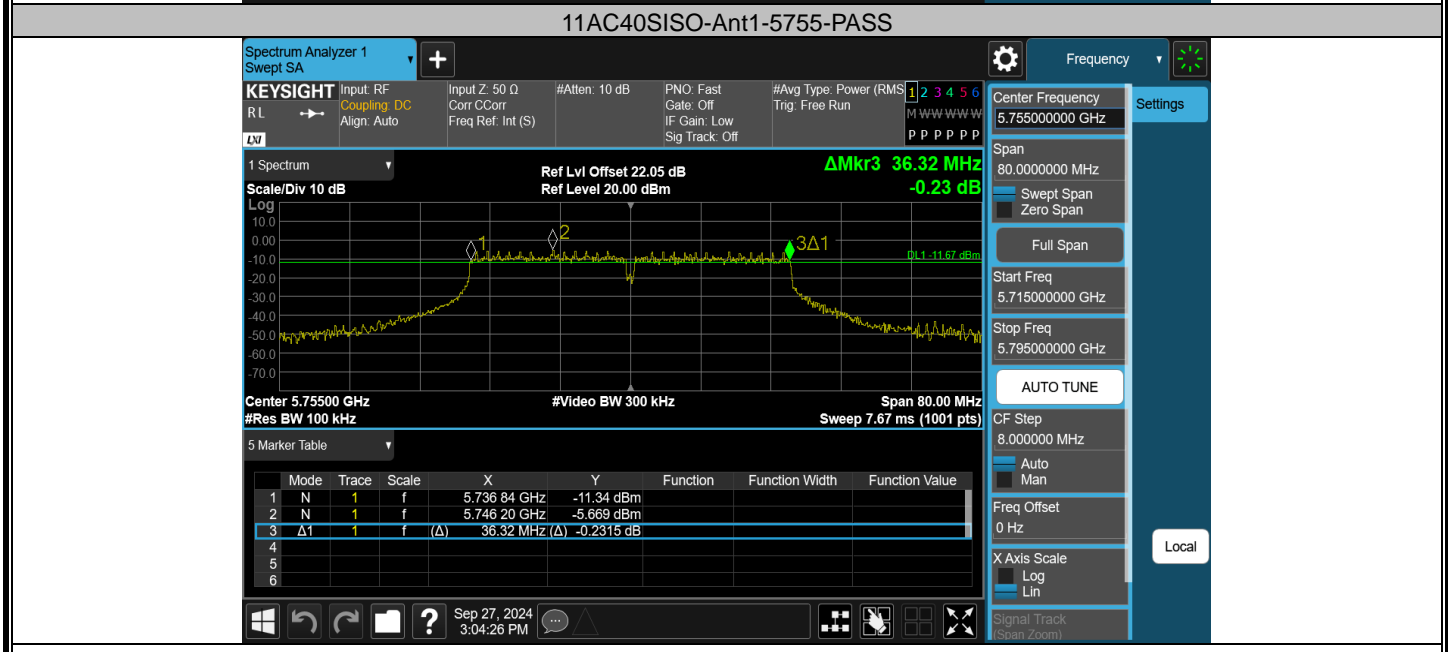 11AC40SISO-Ant1-5755-PASS
Spectrum Analyzer 1
Swept SA
Frequency
KEYSIGHT
RL
LXI
Input: RF
Coupling: DC
Align: Auto
Input Z: 50 Ω
Corr CCorr
Freq Ref: Int (S)
#Atten: 10 dB
PNO: Fast
Gate: Off
IF Gain: Low
Sig Track: Off
#Avg Type: Power (RMS
Trig: Free Run
1 2 3 4 5 6
M W W W W W
P P P P P P
1 Spectrum
Scale/Div 10 dB
Ref Lvl Offset 22.05 dB
Ref Level 20.00 dBm
ΔMkr3 36.32 MHz
-0.23 dB
Log
10.0
0.00
-10.0
-20.0
-30.0
-40.0
-50.0
-60.0
-70.0
1
2
3Δ1
DL1 -11.67 dBm
Center 5.75500 GHz
#Video BW 300 kHz
Span 80.00 MHz
#Res BW 100 kHz
Sweep 7.67 ms (1001 pts)
5 Marker Table
Mode Trace Scale X Y Function Function Width Function Value
1 N 1 f 5.736 84 GHz -11.34 dBm
2 N 1 f 5.746 20 GHz -5.669 dBm
3 Δ1 1 f (Δ) 36.32 MHz (Δ) -0.2315 dB
4
5
6
Sep 27, 2024
3:04:26 PM
Center Frequency
5.755000000 GHz
Settings
Span
80.0000000 MHz
Swept Span
Zero Span
Full Span
Start Freq
5.715000000 GHz
Stop Freq
5.795000000 GHz
AUTO TUNE
CF Step
8.000000 MHz
Auto
Man
Freq Offset
0 Hz
X Axis Scale
Log
Lin
Signal Track
(Span Zoom)
Local